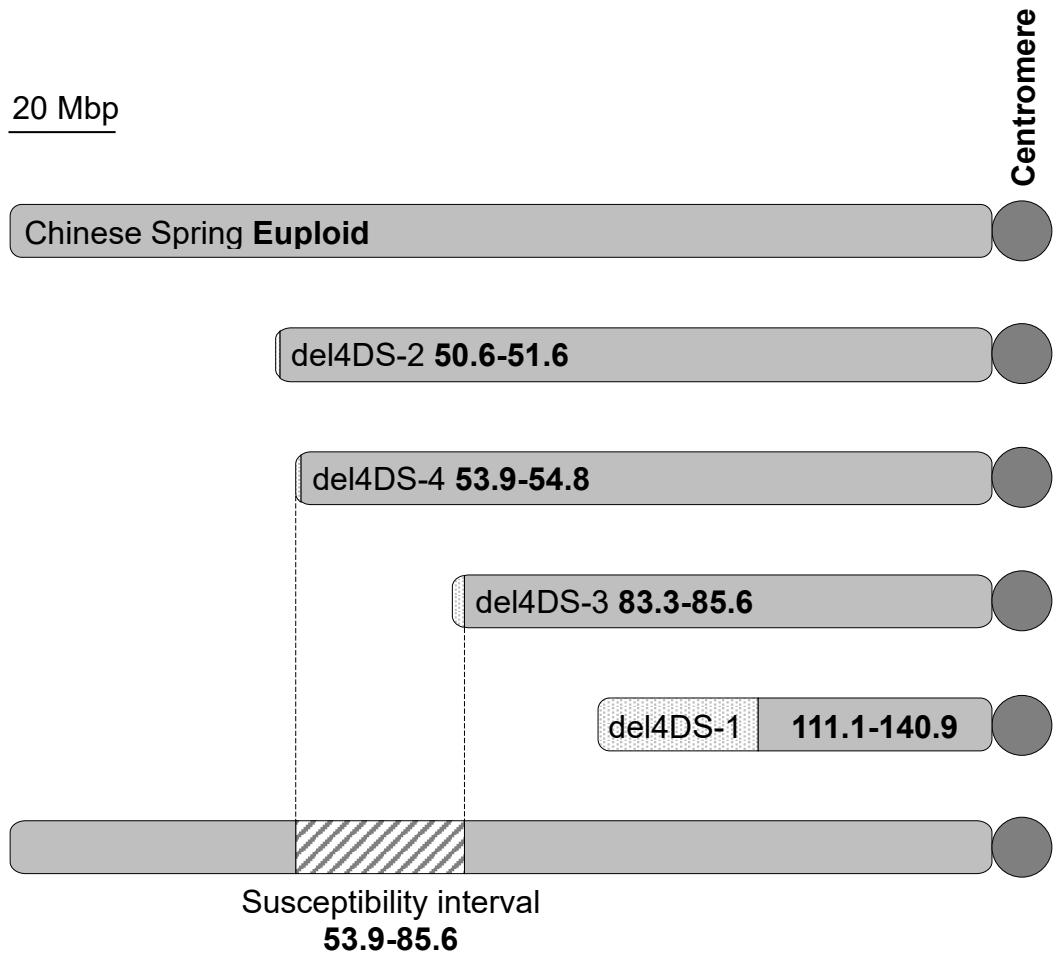 Centromere
20 Mbp
Chinese Spring Euploid
del4DS-2 50.6-51.6
del4DS-4 53.9-54.8
del4DS-3 83.3-85.6
del4DS-1 111.1-140.9
Susceptibility interval
53.9-85.6